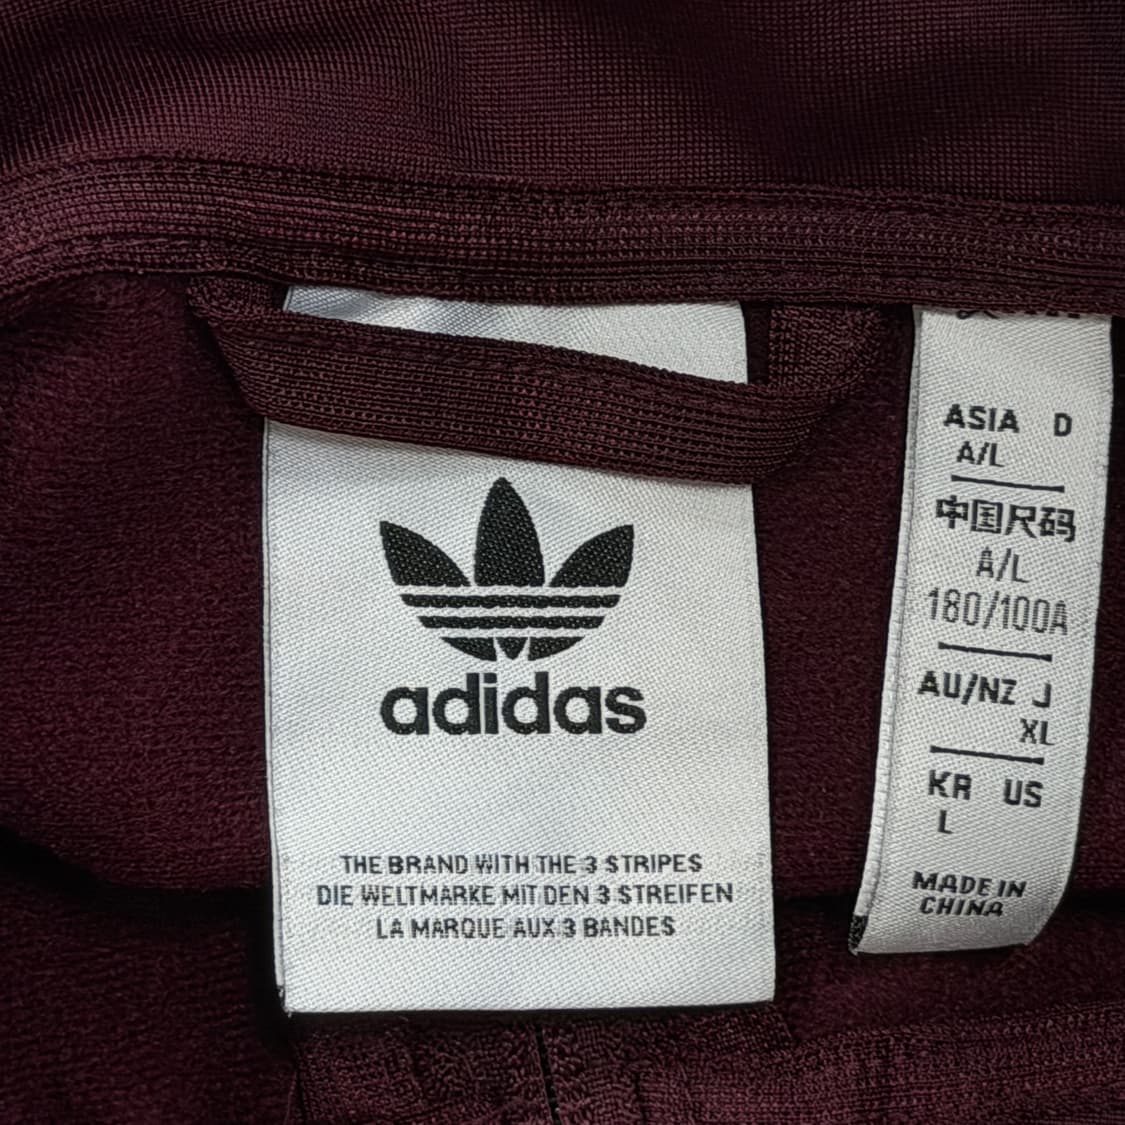 adidas
THE BRAND WITH THE 3 STRIPES
DIE WELTMARKE MIT DEN 3 STREIFEN
LA MARQUE AUX 3 BANDES
ASIA D
A/L
中国尺码
A/L
180/100A
AU/NZ J
XL
KR US
L
MADE IN
CHINA